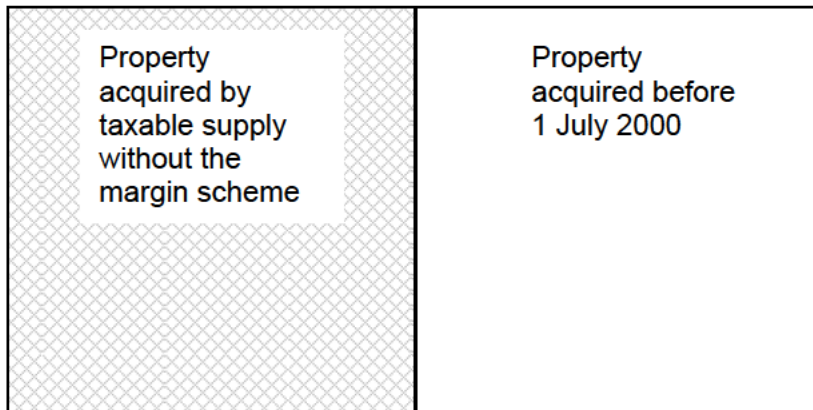 Property
acquired by
taxable supply
without the
margin scheme
Property
acquired before
1 July 2000